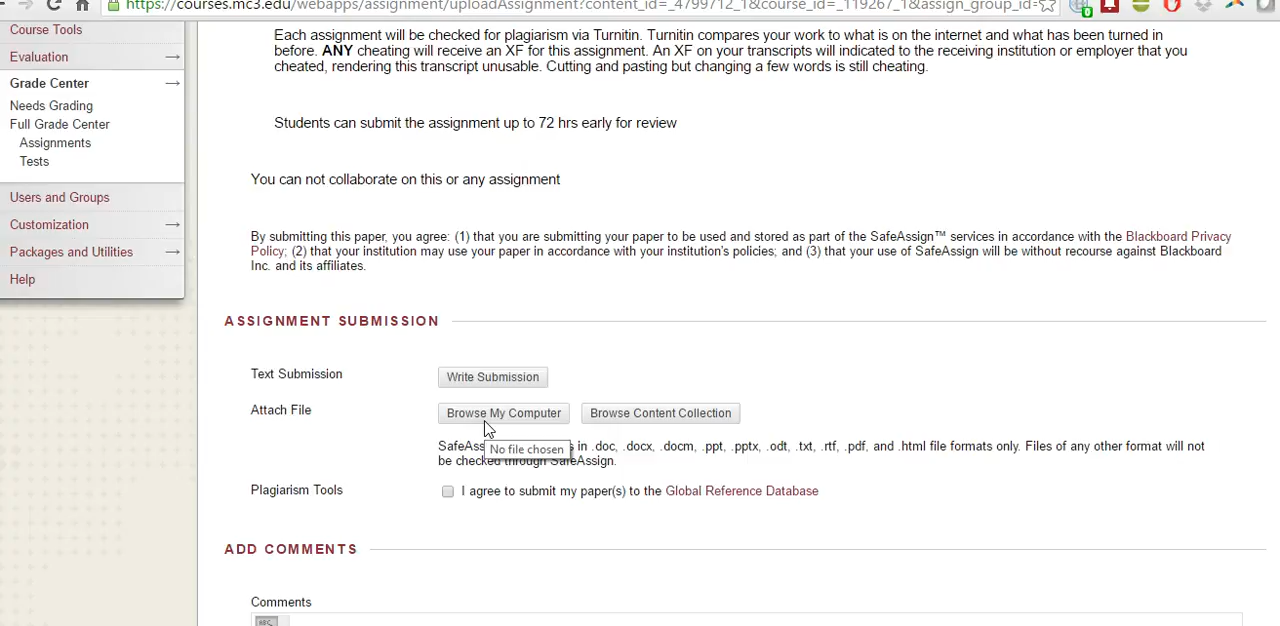 https://courses.mc3.edu/webapps/assignment/uploadAssignment?content_id=_4799712_1&course_id=_119267_1&assign_group_id=
Course Tools
Evaluation
Grade Center
Needs Grading
Full Grade Center
Assignments
Tests
Users and Groups
Customization
Packages and Utilities
Help
Each assignment will be checked for plagiarism via Turnitin. Turnitin compares your work to what is on the internet and what has been turned in
before. ANY cheating will receive an XF for this assignment. An XF on your transcripts will indicated to the receiving institution or employer that you
cheated, rendering this transcript unusable. Cutting and pasting but changing a few words is still cheating.
Students can submit the assignment up to 72 hrs early for review
You can not collaborate on this or any assignment
By submitting this paper, you agree: (1) that you are submitting your paper to be used and stored as part of the SafeAssign™ services in accordance with the Blackboard Privacy
Policy; (2) that your institution may use your paper in accordance with your institution's policies; and (3) that your use of SafeAssign will be without recourse against Blackboard
Inc. and its affiliates.
ASSIGNMENT SUBMISSION
Text Submission
Write Submission
Attach File
Browse My Computer
Browse Content Collection
No file chosen
SafeAss in .doc, .docx, .docm, .ppt, .pptx, .odt, .txt, .rtf, .pdf, and .html file formats only. Files of any other format will not
be checked through SafeAssign.
Plagiarism Tools
I agree to submit my paper(s) to the Global Reference Database
ADD COMMENTS
Comments
ABC
0